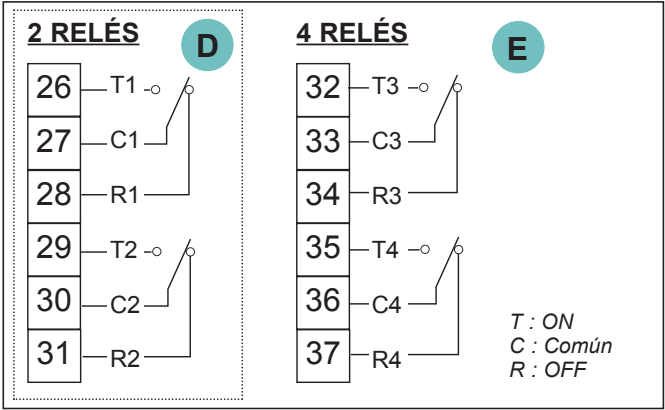 2 RELÉS
D
26 T1
27 C1
28 R1
29 T2
30 C2
31 R2
4 RELÉS
E
32 T3
33 C3
34 R3
35 T4
36 C4
37 R4
T : ON
C : Común
R : OFF